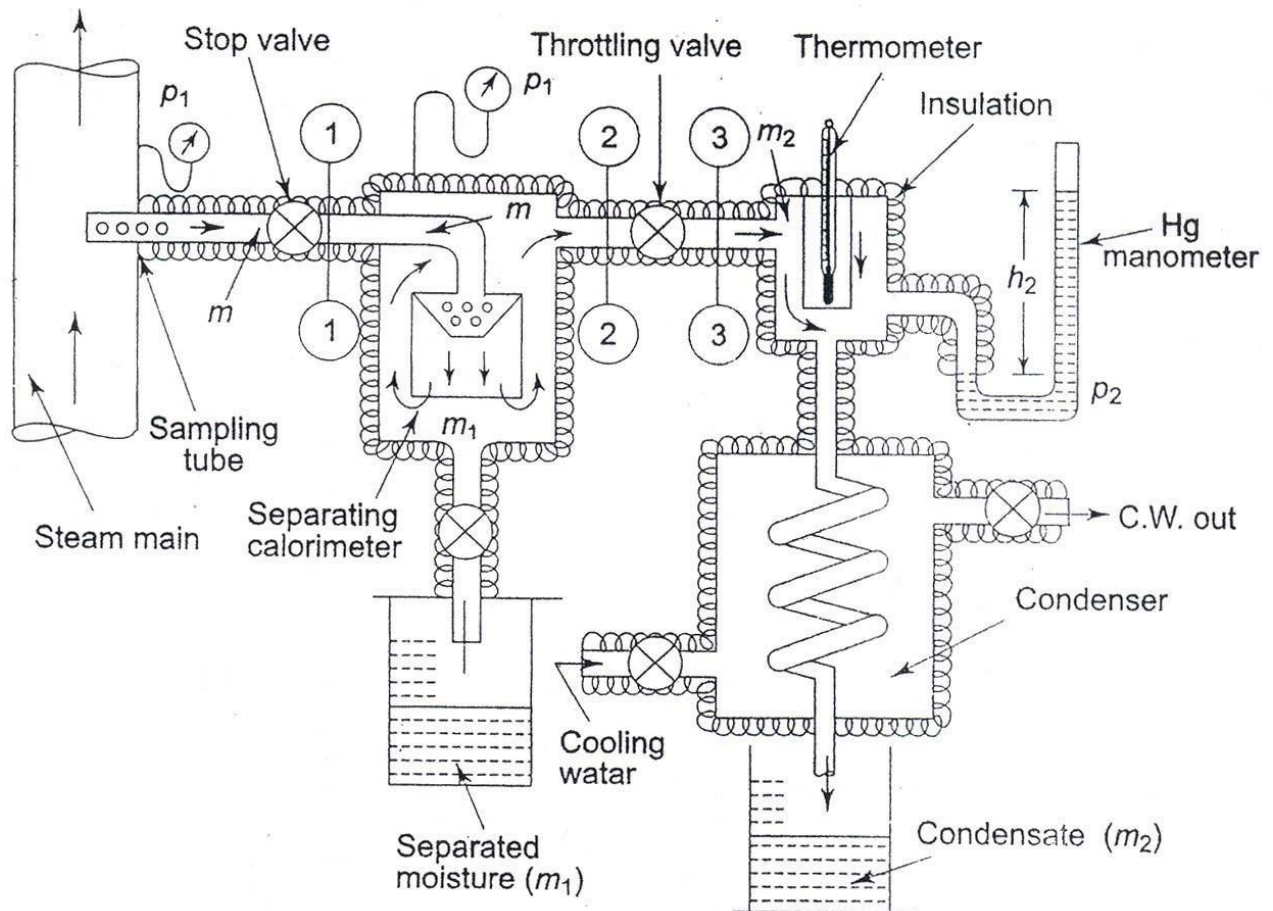 Stop valve
Throttling valve
Thermometer
p1
p1
Insulation
1
2
3
m2
m
Hg
manometer
h2
m
1
2
3
p2
m1
Sampling
tube
Steam main
Separating
calorimeter
C.W. out
Condenser
Cooling
watar
Separated
moisture (m1)
Condensate (m2)